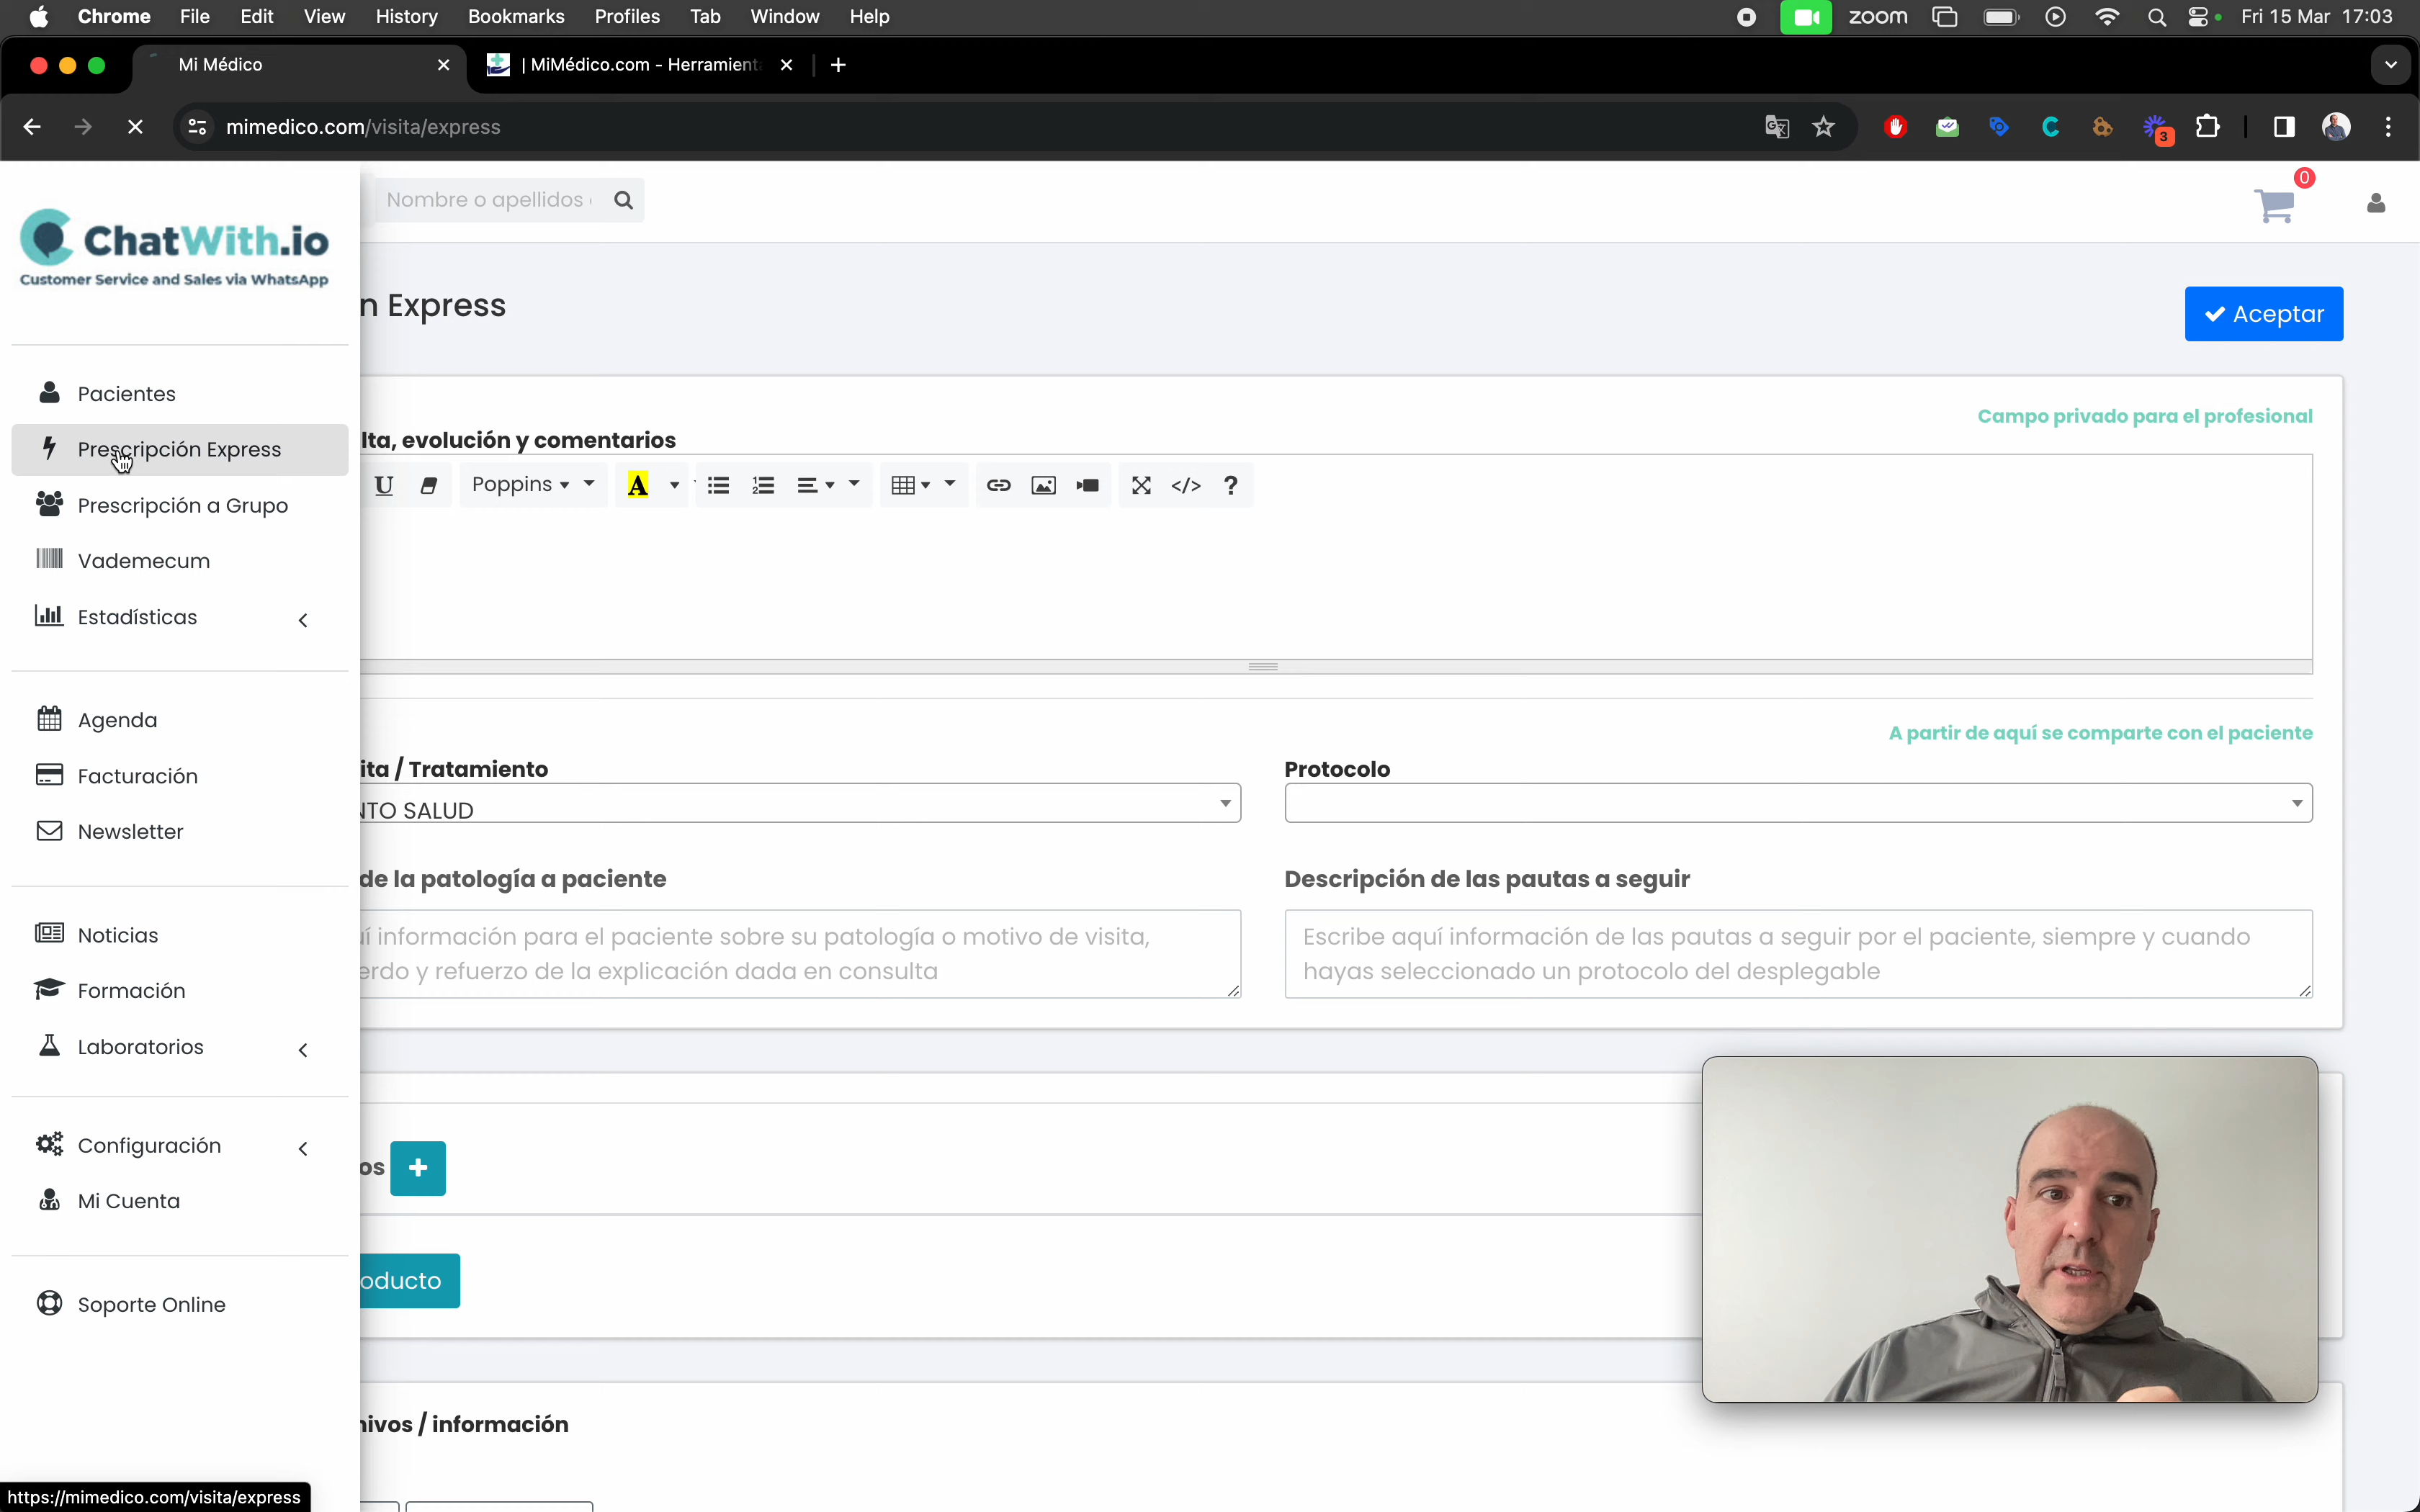 Chrome File Edit View History Bookmarks Profiles Tab Window Help zoom Fri 15 Mar 17:03
Mi Médico | MiMédico.com - Herramient
mimedico.com/visita/express 3
ChatWith.io
Customer Service and Sales via WhatsApp
Nombre o apellidos
0
n Express
Aceptar
Pacientes
Prescripción Express
Prescripción a Grupo
Vademecum
Estadísticas
Agenda
Facturación
Newsletter
Noticias
Formación
Laboratorios
Configuración
Mi Cuenta
Soporte Online
Campo privado para el profesional
lta, evolución y comentarios
U Poppins A </> ?
A partir de aquí se comparte con el paciente
ita / Tratamiento
NTO SALUD
Protocolo
de la patología a paciente
Descripción de las pautas a seguir
uí información para el paciente sobre su patología o motivo de visita,
erdo y refuerzo de la explicación dada en consulta
Escribe aquí información de las pautas a seguir por el paciente, siempre y cuando
hayas seleccionado un protocolo del desplegable
os +
oducto
hivos / información
https://mimedico.com/visita/express